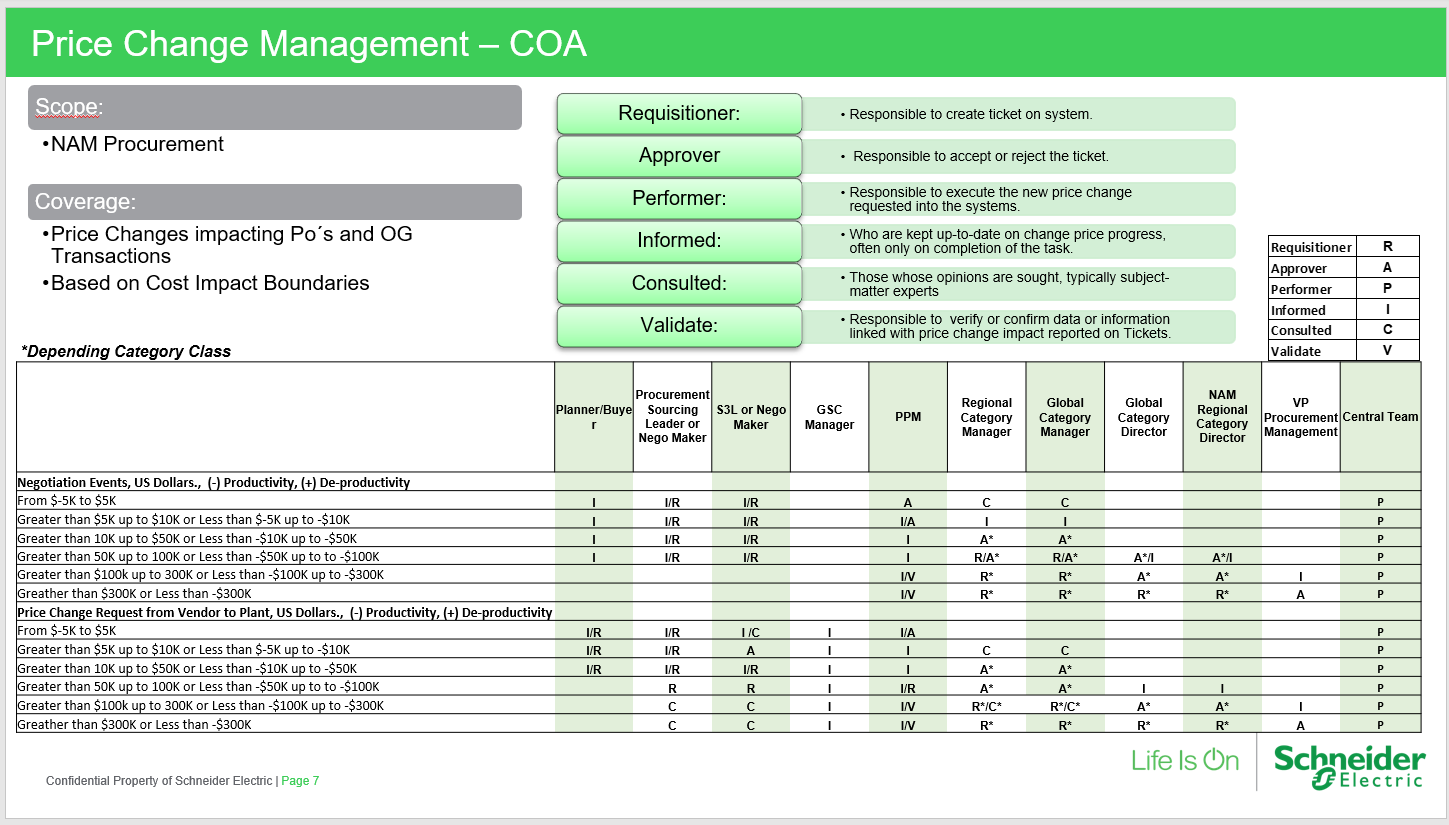 Price Change Management – COA
Scope:
•NAM Procurement
Coverage:
•Price Changes impacting Po´s and OG
Transactions
•Based on Cost Impact Boundaries
Requisitioner:
• Responsible to create ticket on system.
Approver
• Responsible to accept or reject the ticket.
Performer:
• Responsible to execute the new price change
requested into the systems.
Informed:
• Who are kept up-to-date on change price progress,
often only on completion of the task.
Consulted:
• Those whose opinions are sought, typically subject-
matter experts
Validate:
• Responsible to verify or confirm data or information
linked with price change impact reported on Tickets.
Requisitioner R
Approver A
Performer P
Informed I
Consulted C
Validate V
*Depending Category Class
Planner/Buye
r
Procurement
Sourcing
Leader or
Nego Maker
S3L or Nego
Maker
GSC
Manager
PPM
Regional
Category
Manager
Global
Category
Manager
Global
Category
Director
NAM
Regional
Category
Director
VP
Procurement
Management
Central Team
Negotiation Events, US Dollars., (-) Productivity, (+) De-productivity
From $-5K to $5K I I/R I/R A C C P
Greater than $5K up to $10K or Less than $-5K up to -$10K I I/R I/R I/A I I P
Greater than 10K up to $50K or Less than -$10K up to -$50K I I/R I/R I A* A* P
Greater than 50K up to 100K or Less than -$50K up to to -$100K I I/R I/R I R/A* R/A* A*/I A*/I P
Greater than $100k up to 300K or Less than -$100K up to -$300K I/V R* R* A* A* I P
Greather than $300K or Less than -$300K I/V R* R* R* R* A P
Price Change Request from Vendor to Plant, US Dollars., (-) Productivity, (+) De-productivity
From $-5K to $5K I/R I/R I /C I I/A P
Greater than $5K up to $10K or Less than $-5K up to -$10K I/R I/R A I I C C P
Greater than 10K up to $50K or Less than -$10K up to -$50K I/R I/R I/R I I A* A* P
Greater than 50K up to 100K or Less than -$50K up to to -$100K R R I I/R A* A* I I P
Greater than $100k up to 300K or Less than -$100K up to -$300K C C I I/V R*/C* R*/C* A* A* I P
Greather than $300K or Less than -$300K C C I I/V R* R* R* R* A P
Confidential Property of Schneider Electric | Page 7
Life Is On
Schneider
Electric